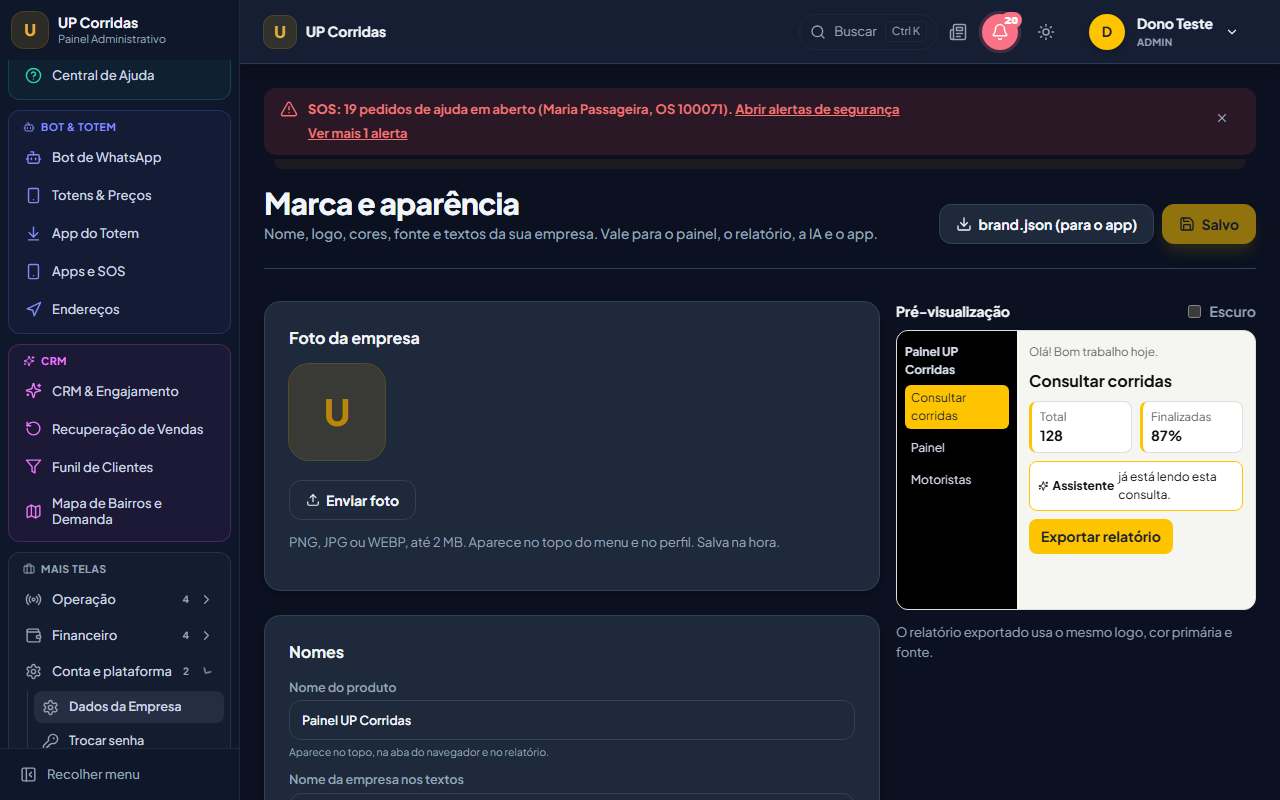 U
UP Corridas
Painel Administrativo
Central de Ajuda
BOT & TOTEM
Bot de WhatsApp
Totens & Preços
App do Totem
Apps e SOS
Endereços
CRM
CRM & Engajamento
Recuperação de Vendas
Funil de Clientes
Mapa de Bairros e
Demanda
MAIS TELAS
Operação 4
Financeiro 4
Conta e plataforma 2
Dados da Empresa
Trocar senha
Recolher menu
U
UP Corridas
Buscar Ctrl K
20
D
Dono Teste
ADMIN
SOS: 19 pedidos de ajuda em aberto (Maria Passageira, OS 100071). Abrir alertas de segurança
Ver mais 1 alerta
Marca e aparência
Nome, logo, cores, fonte e textos da sua empresa. Vale para o painel, o relatório, a IA e o app.
brand.json (para o app)
Salvo
Foto da empresa
U
Enviar foto
PNG, JPG ou WEBP, até 2 MB. Aparece no topo do menu e no perfil. Salva na hora.
Nomes
Nome do produto
Painel UP Corridas
Aparece no topo, na aba do navegador e no relatório.
Nome da empresa nos textos
Pré-visualização
Escuro
Painel UP
Corridas
Consultar
corridas
Painel
Motoristas
Olá! Bom trabalho hoje.
Consultar corridas
Total
128
Finalizadas
87%
Assistente já está lendo esta
consulta.
Exportar relatório
O relatório exportado usa o mesmo logo, cor primária e
fonte.